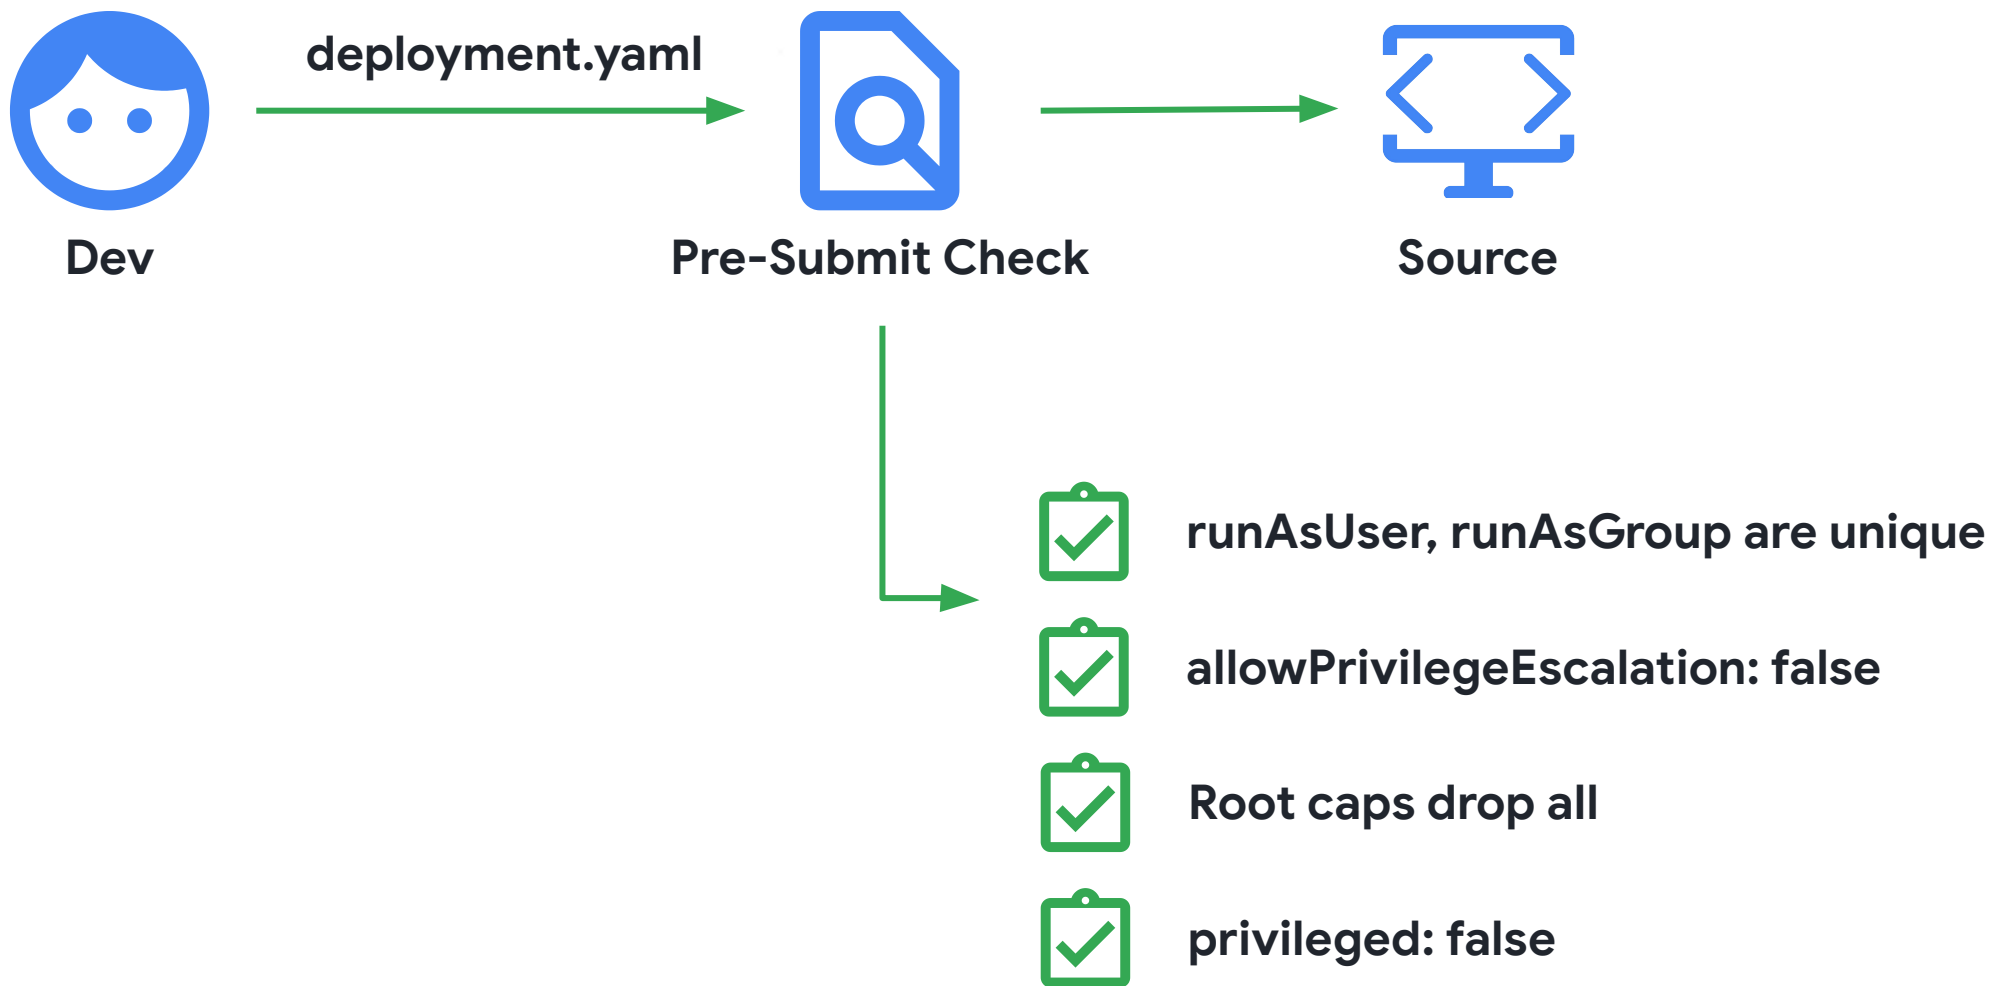 deployment.yaml
Dev
Pre-Submit Check
Source
runAsUser, runAsGroup are unique
allowPrivilegeEscalation: false
Root caps drop all
privileged: false